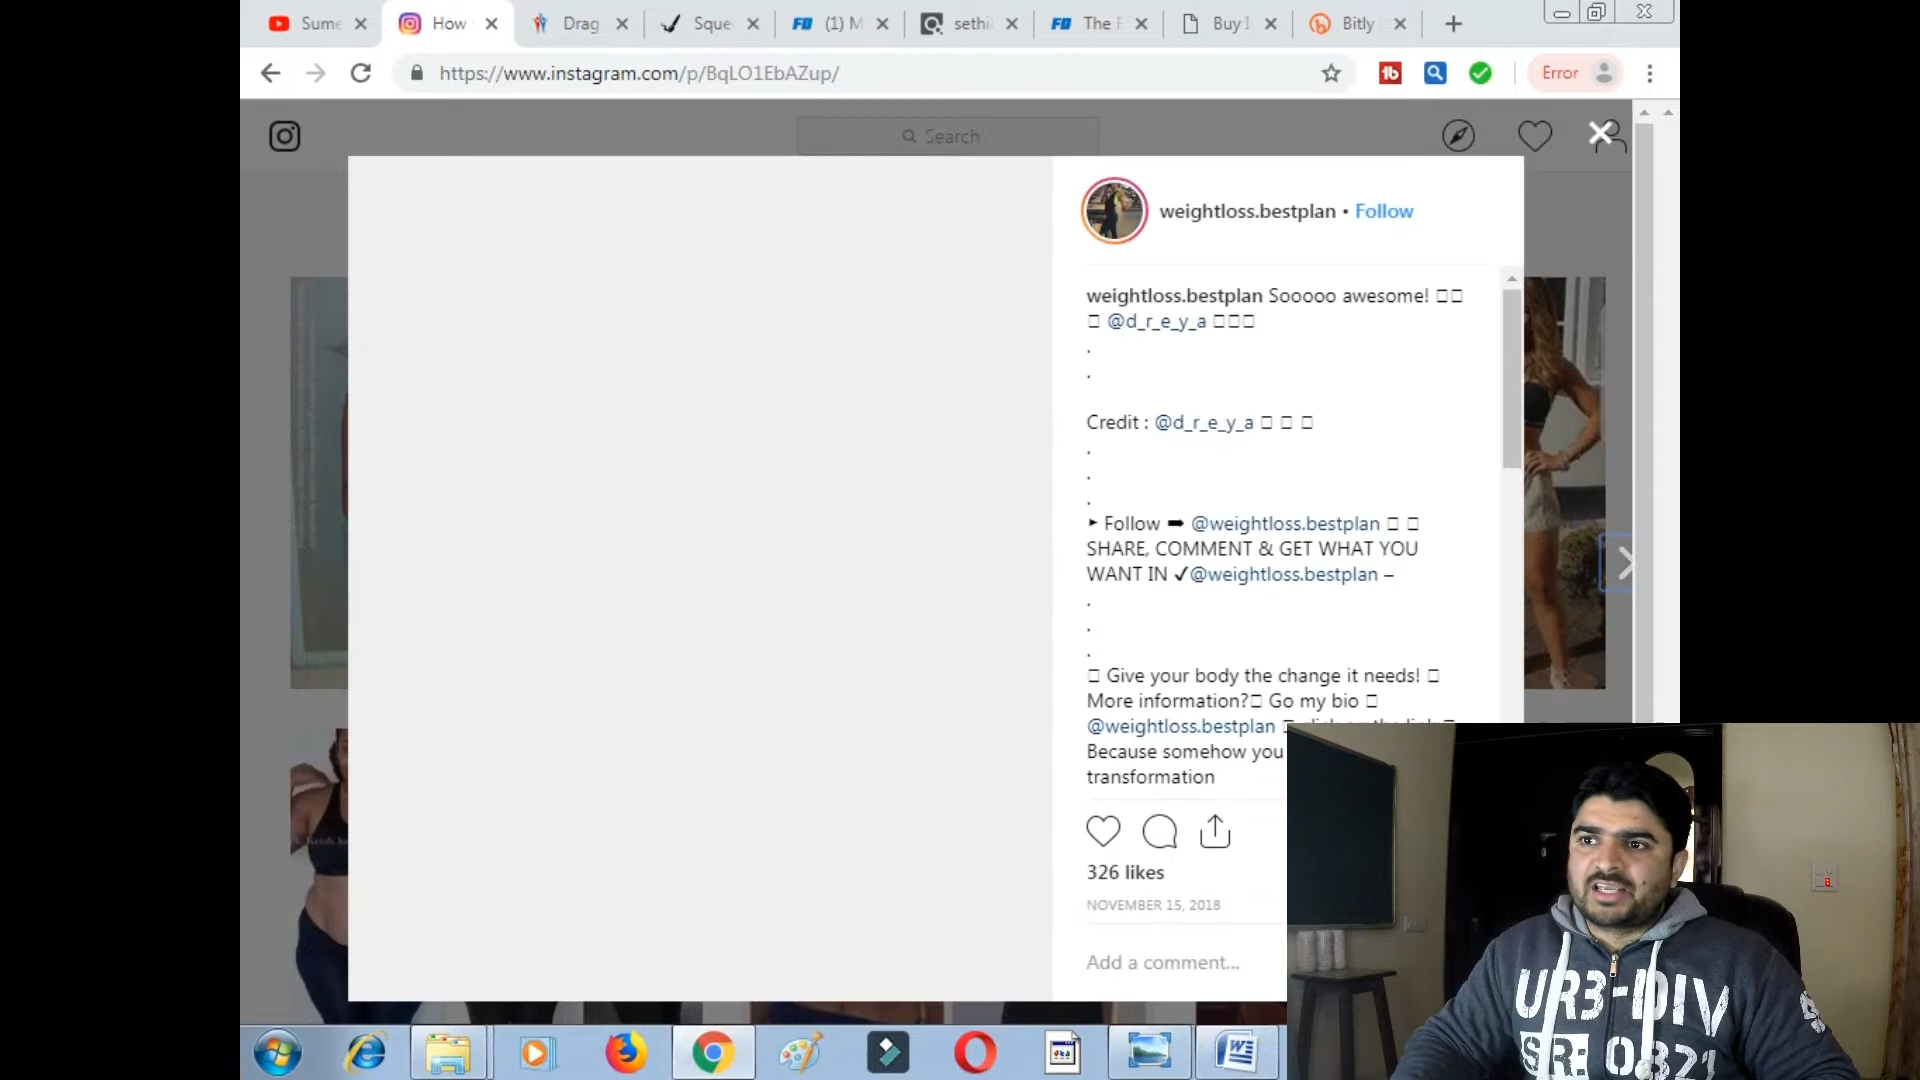 Sume
How
Drag
Sque
(1) M
sethi
The F
Buy I
Bitly
https://www.instagram.com/p/BqLO1EbAZup/
Error
Search
weightloss.bestplan • Follow
weightloss.bestplan Sooooo awesome!
@d_r_e_y_a
.
.
Credit : @d_r_e_y_a
.
.
.
▸ Follow ➡ @weightloss.bestplan
SHARE, COMMENT & GET WHAT YOU
WANT IN ✓@weightloss.bestplan –
.
.
.
Give your body the change it needs!
More information? Go my bio
@weightloss.bestplan
Because somehow you
transformation
326 likes
NOVEMBER 15, 2018
Add a comment...
UR3-DIV
SR: 0321